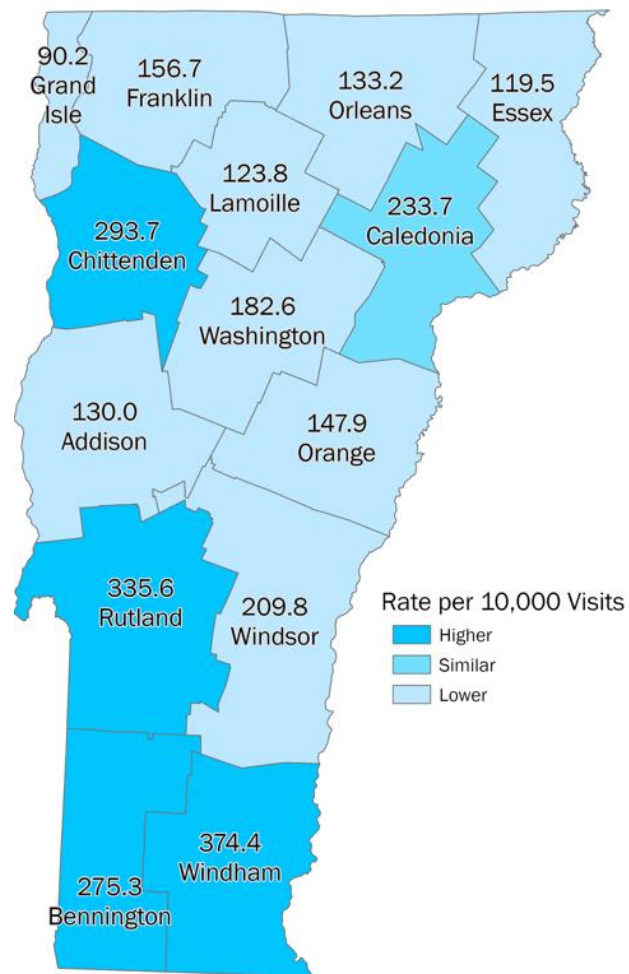 90.2
Grand
Isle
156.7
Franklin
133.2
Orleans
119.5
Essex
123.8
Lamoille
233.7
Caledonia
293.7
Chittenden
182.6
Washington
130.0
Addison
147.9
Orange
335.6
Rutland
209.8
Windsor
Rate per 10,000 Visits
Higher
Similar
Lower
374.4
Windham
275.3
Bennington